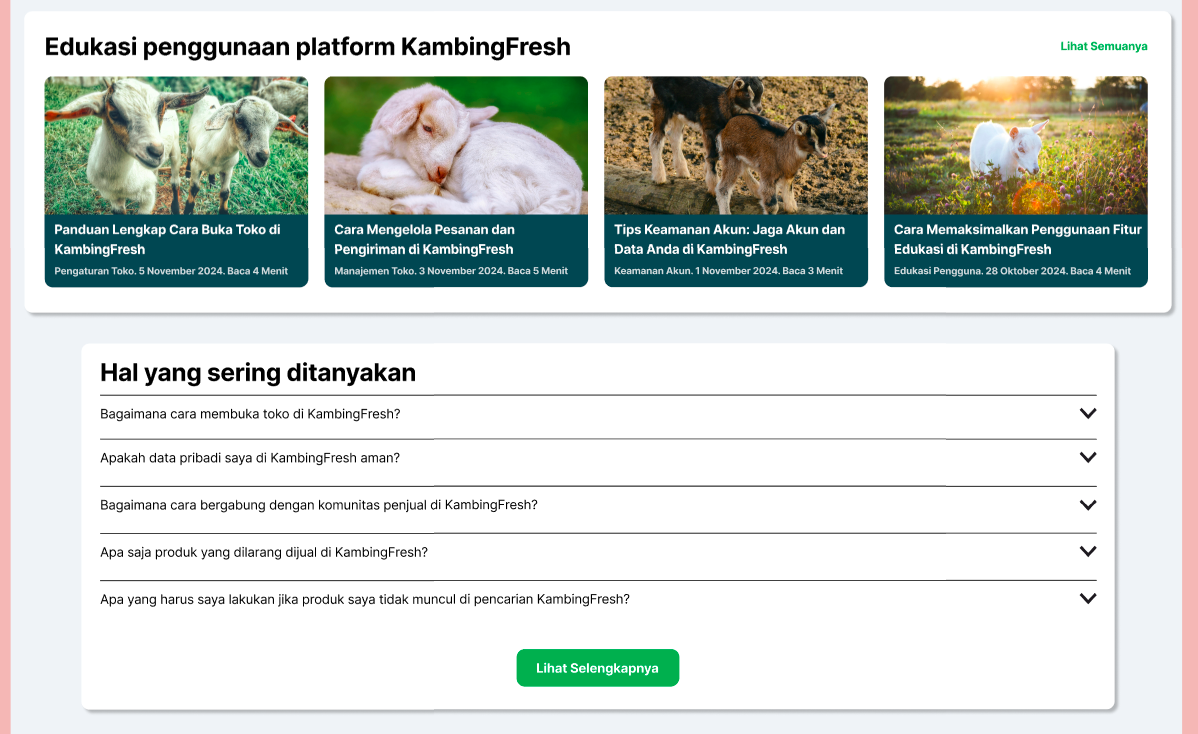 Edukasi penggunaan platform KambingFresh
Lihat Semuanya
Panduan Lengkap Cara Buka Toko di
KambingFresh
Pengaturan Toko. 5 November 2024. Baca 4 Menit
Cara Mengelola Pesanan dan
Pengiriman di KambingFresh
Manajemen Toko. 3 November 2024. Baca 5 Menit
Tips Keamanan Akun: Jaga Akun dan
Data Anda di KambingFresh
Keamanan Akun. 1 November 2024. Baca 3 Menit
Cara Memaksimalkan Penggunaan Fitur
Edukasi di KambingFresh
Edukasi Pengguna. 28 Oktober 2024. Baca 4 Menit
Hal yang sering ditanyakan
Bagaimana cara membuka toko di KambingFresh?
Apakah data pribadi saya di KambingFresh aman?
Bagaimana cara bergabung dengan komunitas penjual di KambingFresh?
Apa saja produk yang dilarang dijual di KambingFresh?
Apa yang harus saya lakukan jika produk saya tidak muncul di pencarian KambingFresh?
Lihat Selengkapnya